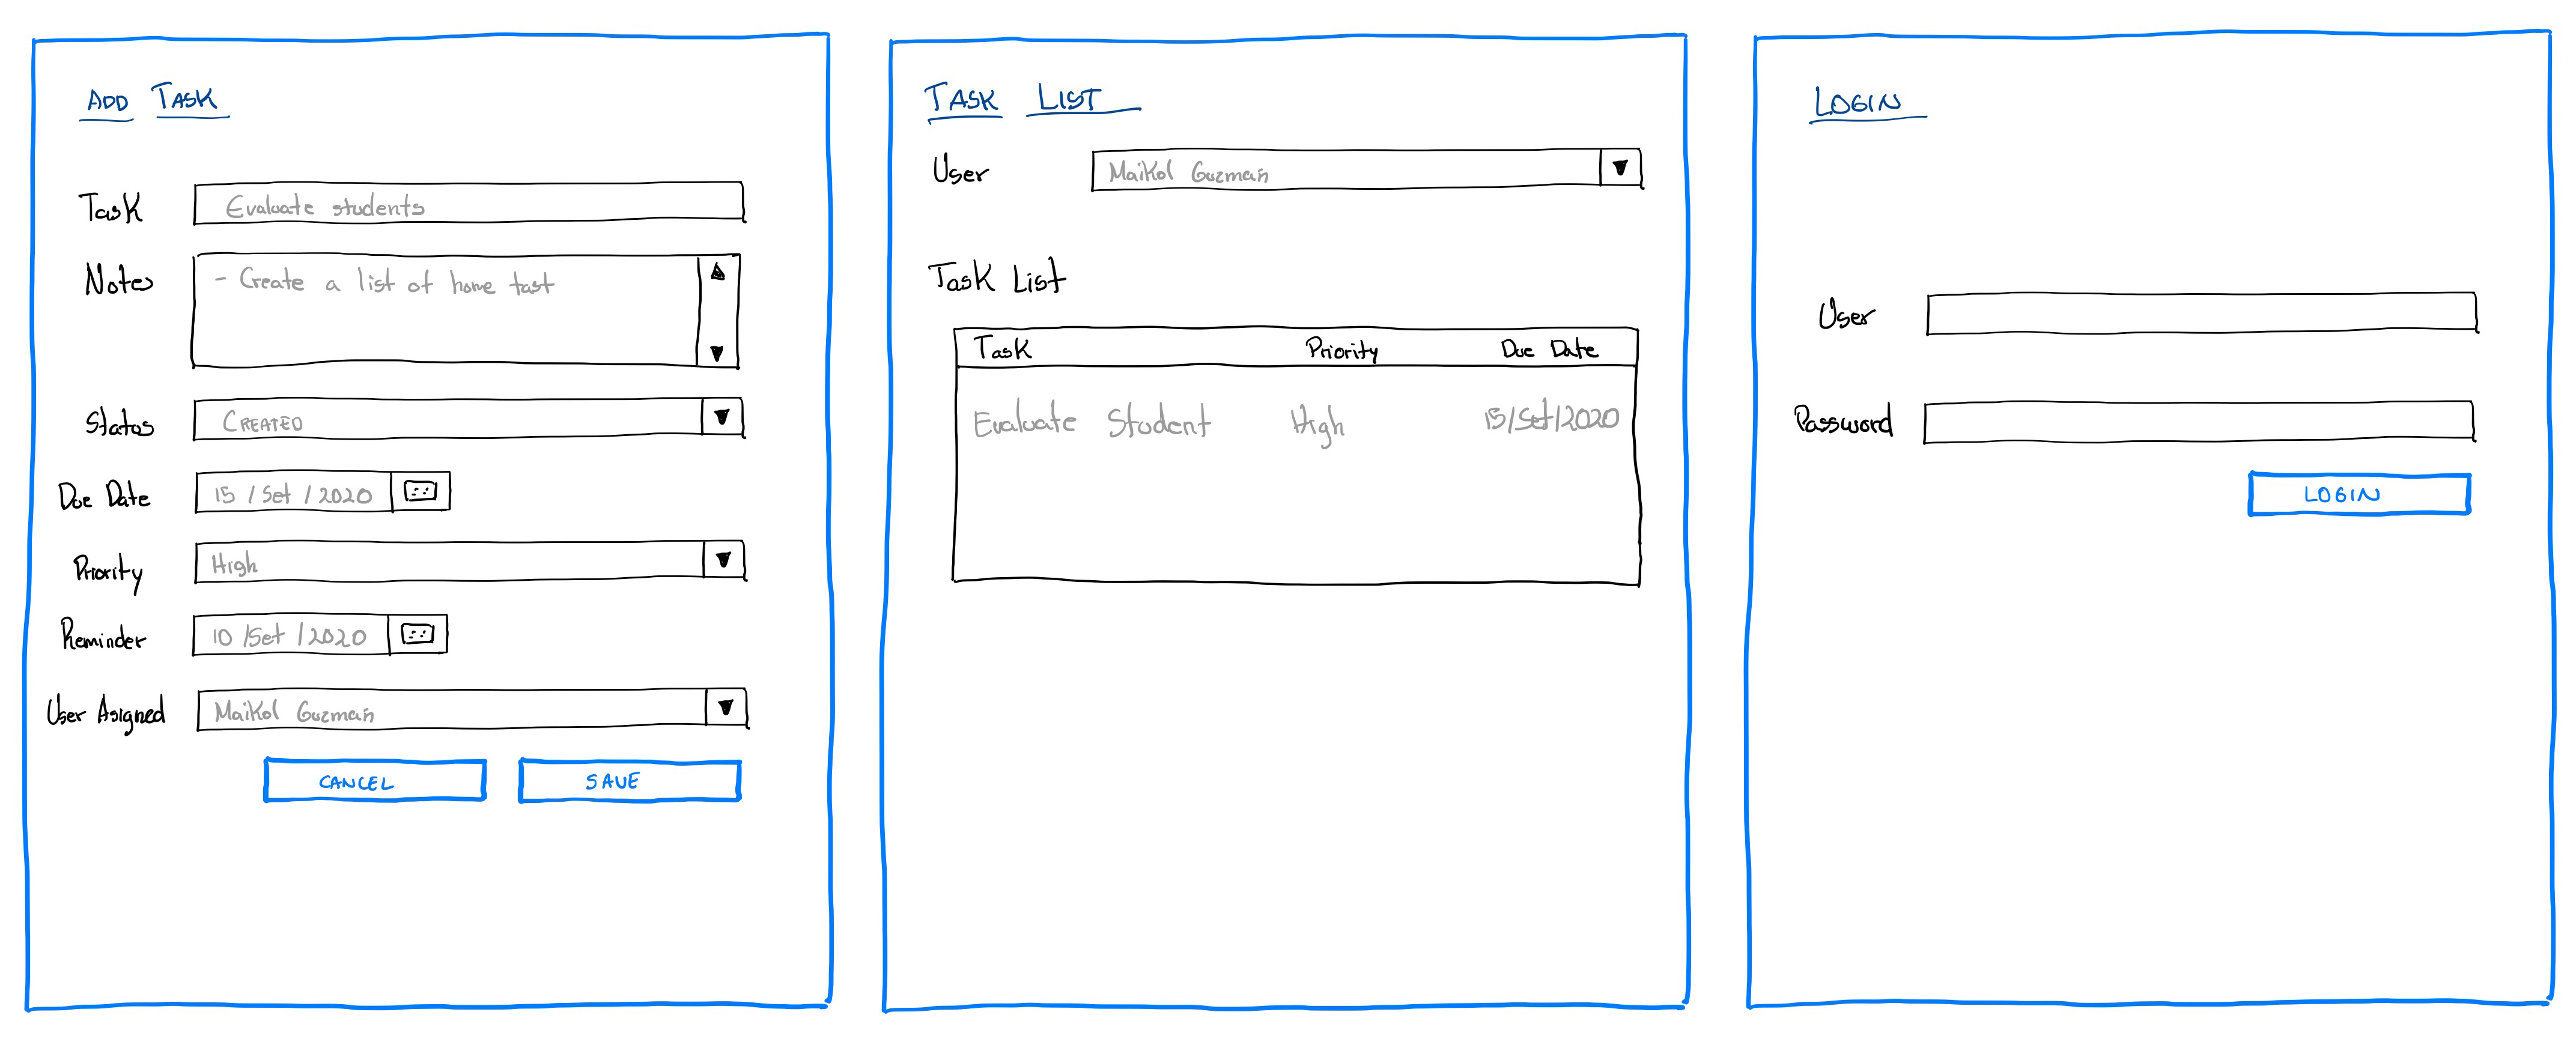 ADD TASK
Task Evaluate students
Notes - Create a list of home tast
Status CREATED
Due Date 15 / Set / 2020
Priority High
Reminder 10 / Set / 2020
User Asigned Maikol Guzman
CANCEL SAVE
TASK LIST
User Maikol Guzman
Task List
Task Priority Due Date
Evaluate Student High 15/Set/2020
LOGIN
User
Password
LOGIN